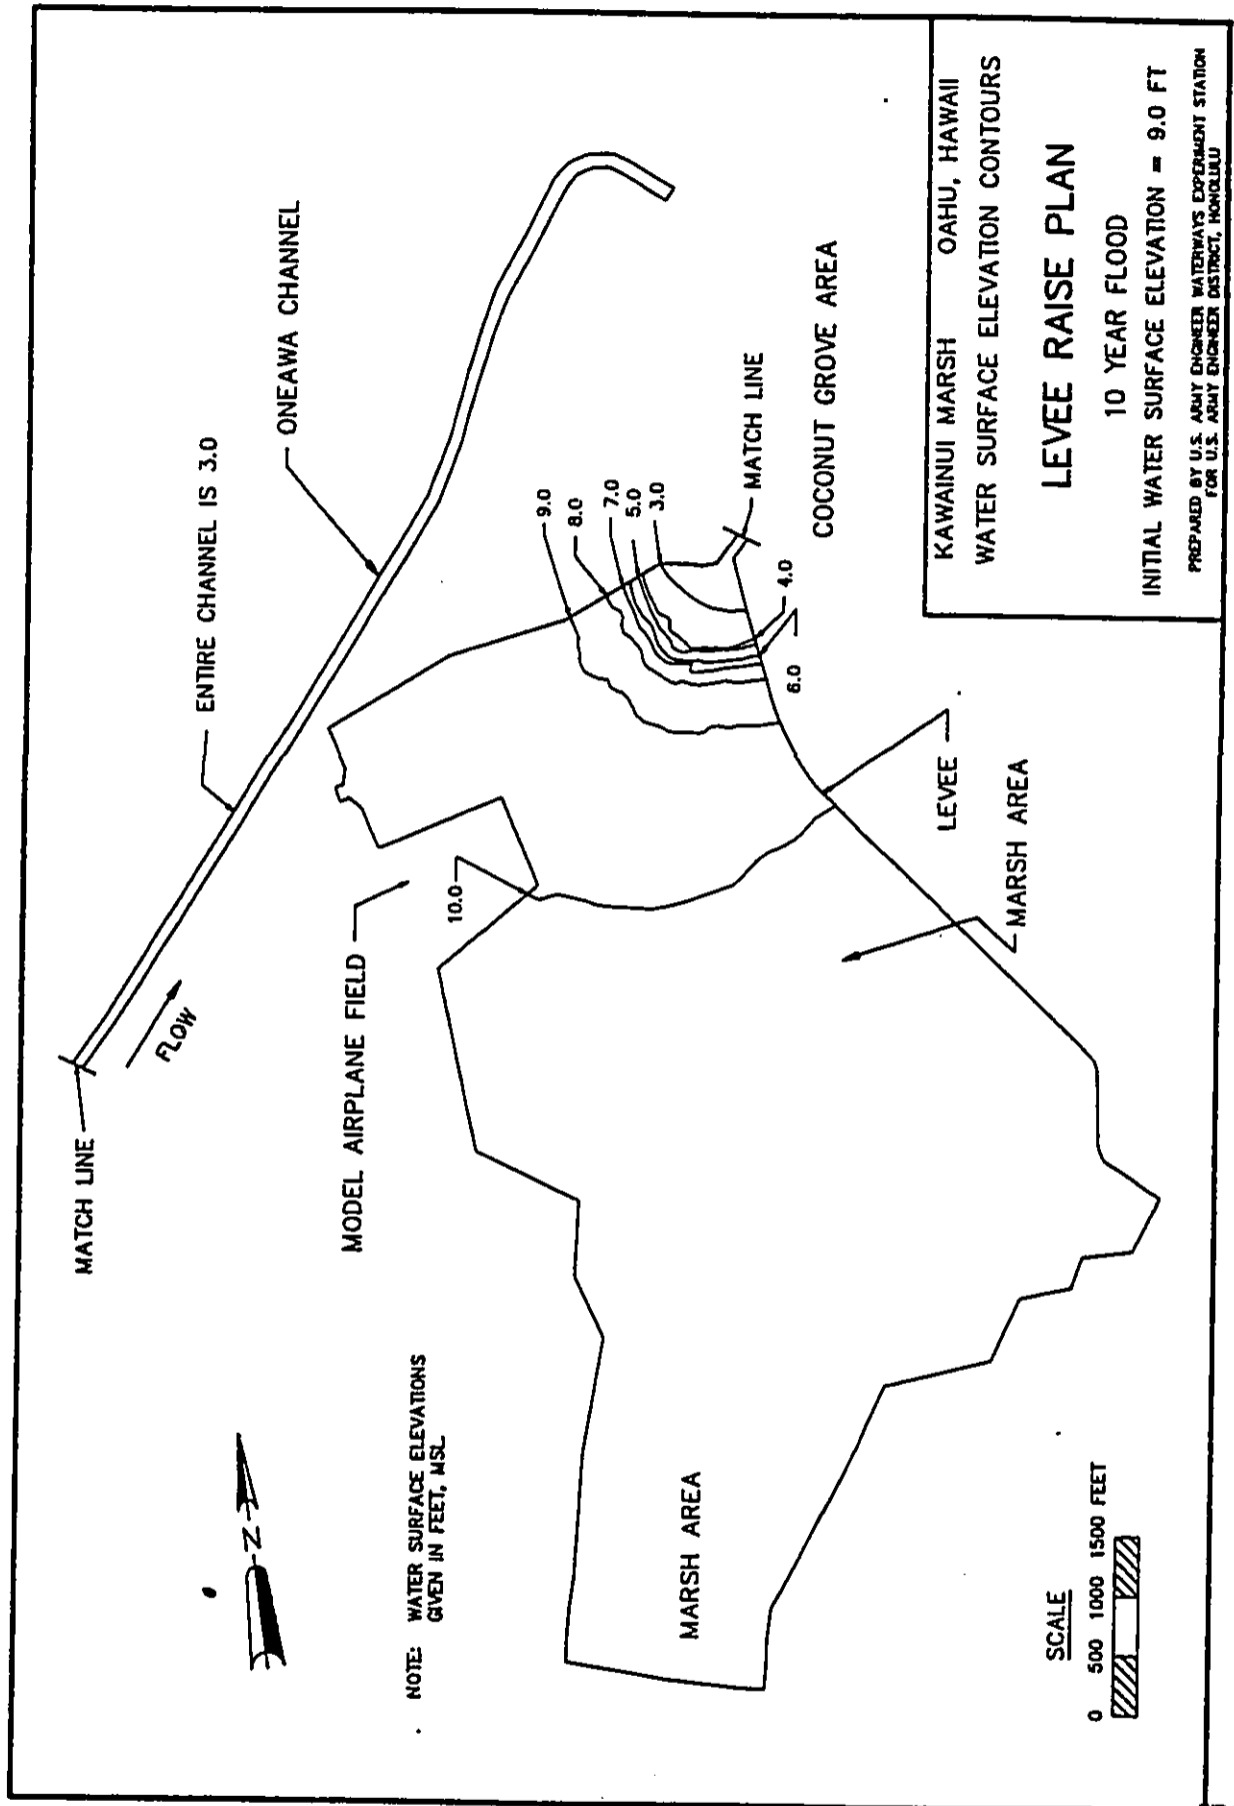 MATCH LINE
FLOW
ENTIRE CHANNEL IS 3.0
ONEAWA CHANNEL
MODEL AIRPLANE FIELD
10.0
9.0
8.0
7.0
5.0
3.0
MATCH LINE
4.0
6.0
COCONUT GROVE AREA
LEVEE
MARSH AREA
MARSH AREA
N
NOTE: WATER SURFACE ELEVATIONS
GIVEN IN FEET, MSL
SCALE
0 500 1000 1500 FEET
KAWAINUI MARSH OAHU, HAWAII
WATER SURFACE ELEVATION CONTOURS
LEVEE RAISE PLAN
10 YEAR FLOOD
INITIAL WATER SURFACE ELEVATION = 9.0 FT
PREPARED BY U.S. ARMY ENGINEER WATERWAYS EXPERIMENT STATION
FOR U.S. ARMY ENGINEER DISTRICT, HONOLULU